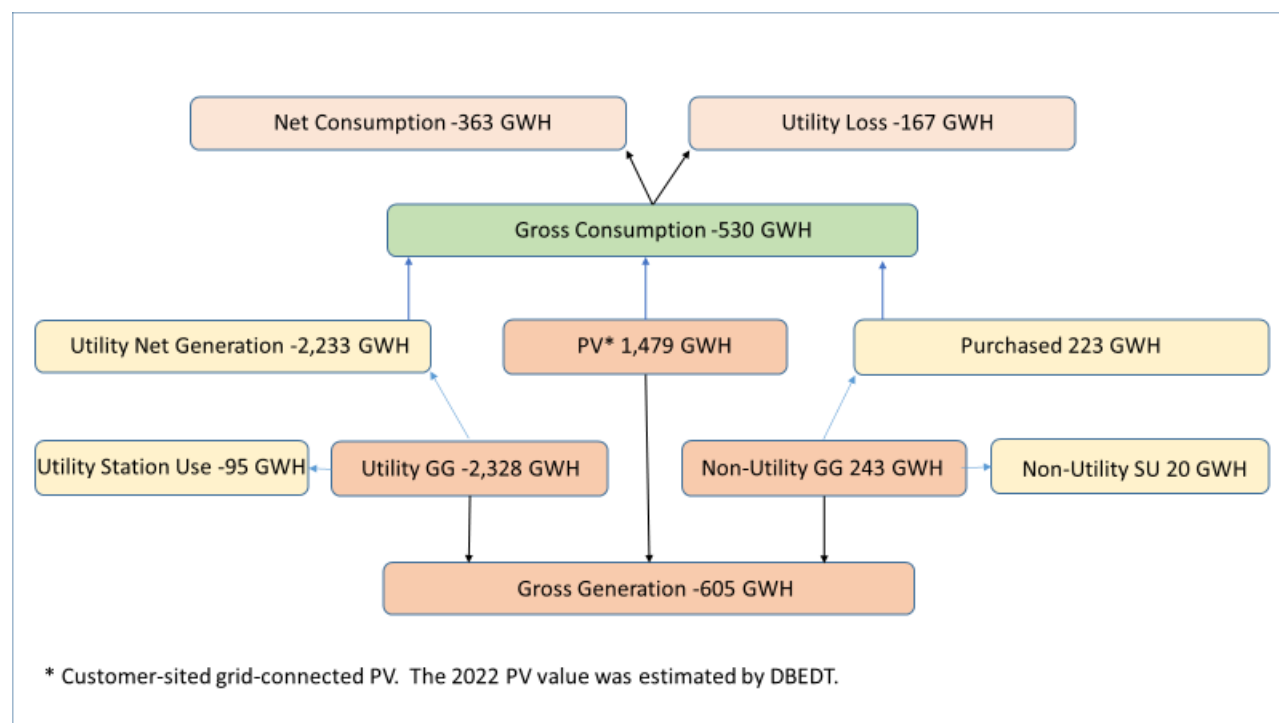 Net Consumption -363 GWH
Utility Loss -167 GWH
Gross Consumption -530 GWH
Utility Net Generation -2,233 GWH
PV* 1,479 GWH
Purchased 223 GWH
Utility Station Use -95 GWH
Utility GG -2,328 GWH
Non-Utility GG 243 GWH
Non-Utility SU 20 GWH
Gross Generation -605 GWH
* Customer-sited grid-connected PV.  The 2022 PV value was estimated by DBEDT.